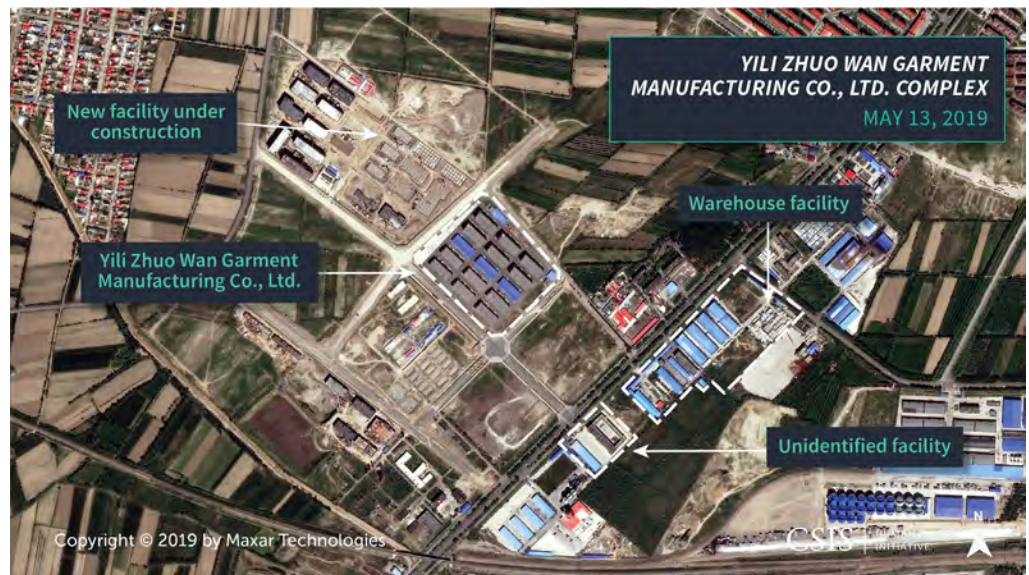 YILI ZHUO WAN GARMENT
MANUFACTURING CO., LTD. COMPLEX
MAY 13, 2019
New facility under
construction
Warehouse facility
Yili Zhuo Wan Garment
Manufacturing Co., Ltd.
Unidentified facility
N
Copyright © 2019 by Maxar Technologies
CSIS
INITIATIVE